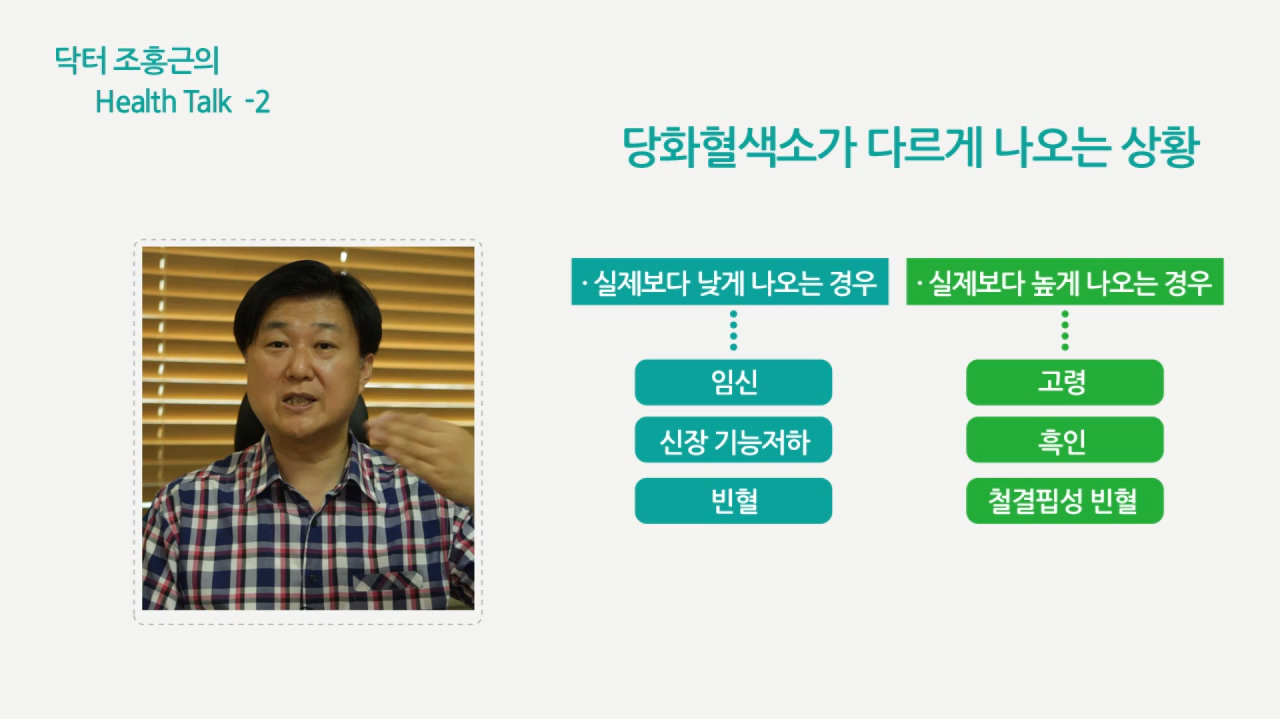 닥터 조홍근의
Health Talk -2
당화혈색소가 다르게 나오는 상황
· 실제보다 낮게 나오는 경우
· 실제보다 높게 나오는 경우
임신
고령
신장 기능저하
흑인
빈혈
철결핍성 빈혈